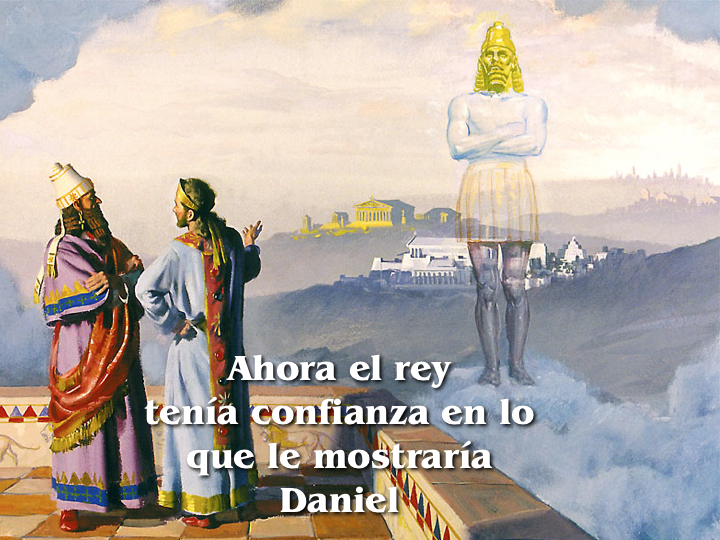 Ahora el rey
tenía confianza en lo
que le mostraría
Daniel